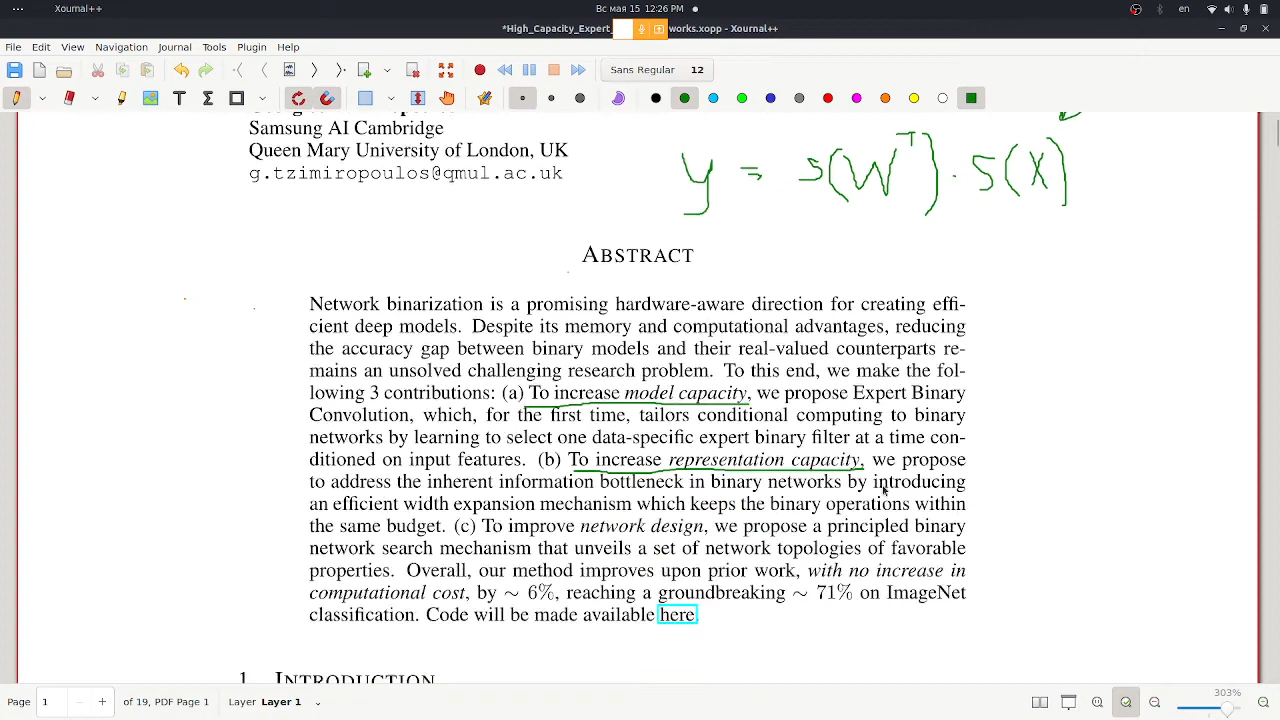 Xournal++
Вс мая 15 12:26 PM
en
*High_Capacity_Expert_ works.xopp - Xournal++
File Edit View Navigation Journal Tools Plugin Help
Sans Regular 12
Samsung AI Cambridge
Queen Mary University of London, UK
g.tzimiropoulos@qmul.ac.uk
y = s(W^T) · s(X)
ABSTRACT
Network binarization is a promising hardware-aware direction for creating effi-
cient deep models. Despite its memory and computational advantages, reducing
the accuracy gap between binary models and their real-valued counterparts re-
mains an unsolved challenging research problem. To this end, we make the fol-
lowing 3 contributions: (a) To increase model capacity, we propose Expert Binary
Convolution, which, for the first time, tailors conditional computing to binary
networks by learning to select one data-specific expert binary filter at a time con-
ditioned on input features. (b) To increase representation capacity, we propose
to address the inherent information bottleneck in binary networks by introducing
an efficient width expansion mechanism which keeps the binary operations within
the same budget. (c) To improve network design, we propose a principled binary
network search mechanism that unveils a set of network topologies of favorable
properties. Overall, our method improves upon prior work, with no increase in
computational cost, by ∼ 6%, reaching a groundbreaking ∼ 71% on ImageNet
classification. Code will be made available here.
1 INTRODUCTION
Page 1 of 19, PDF Page 1 Layer Layer 1 303%